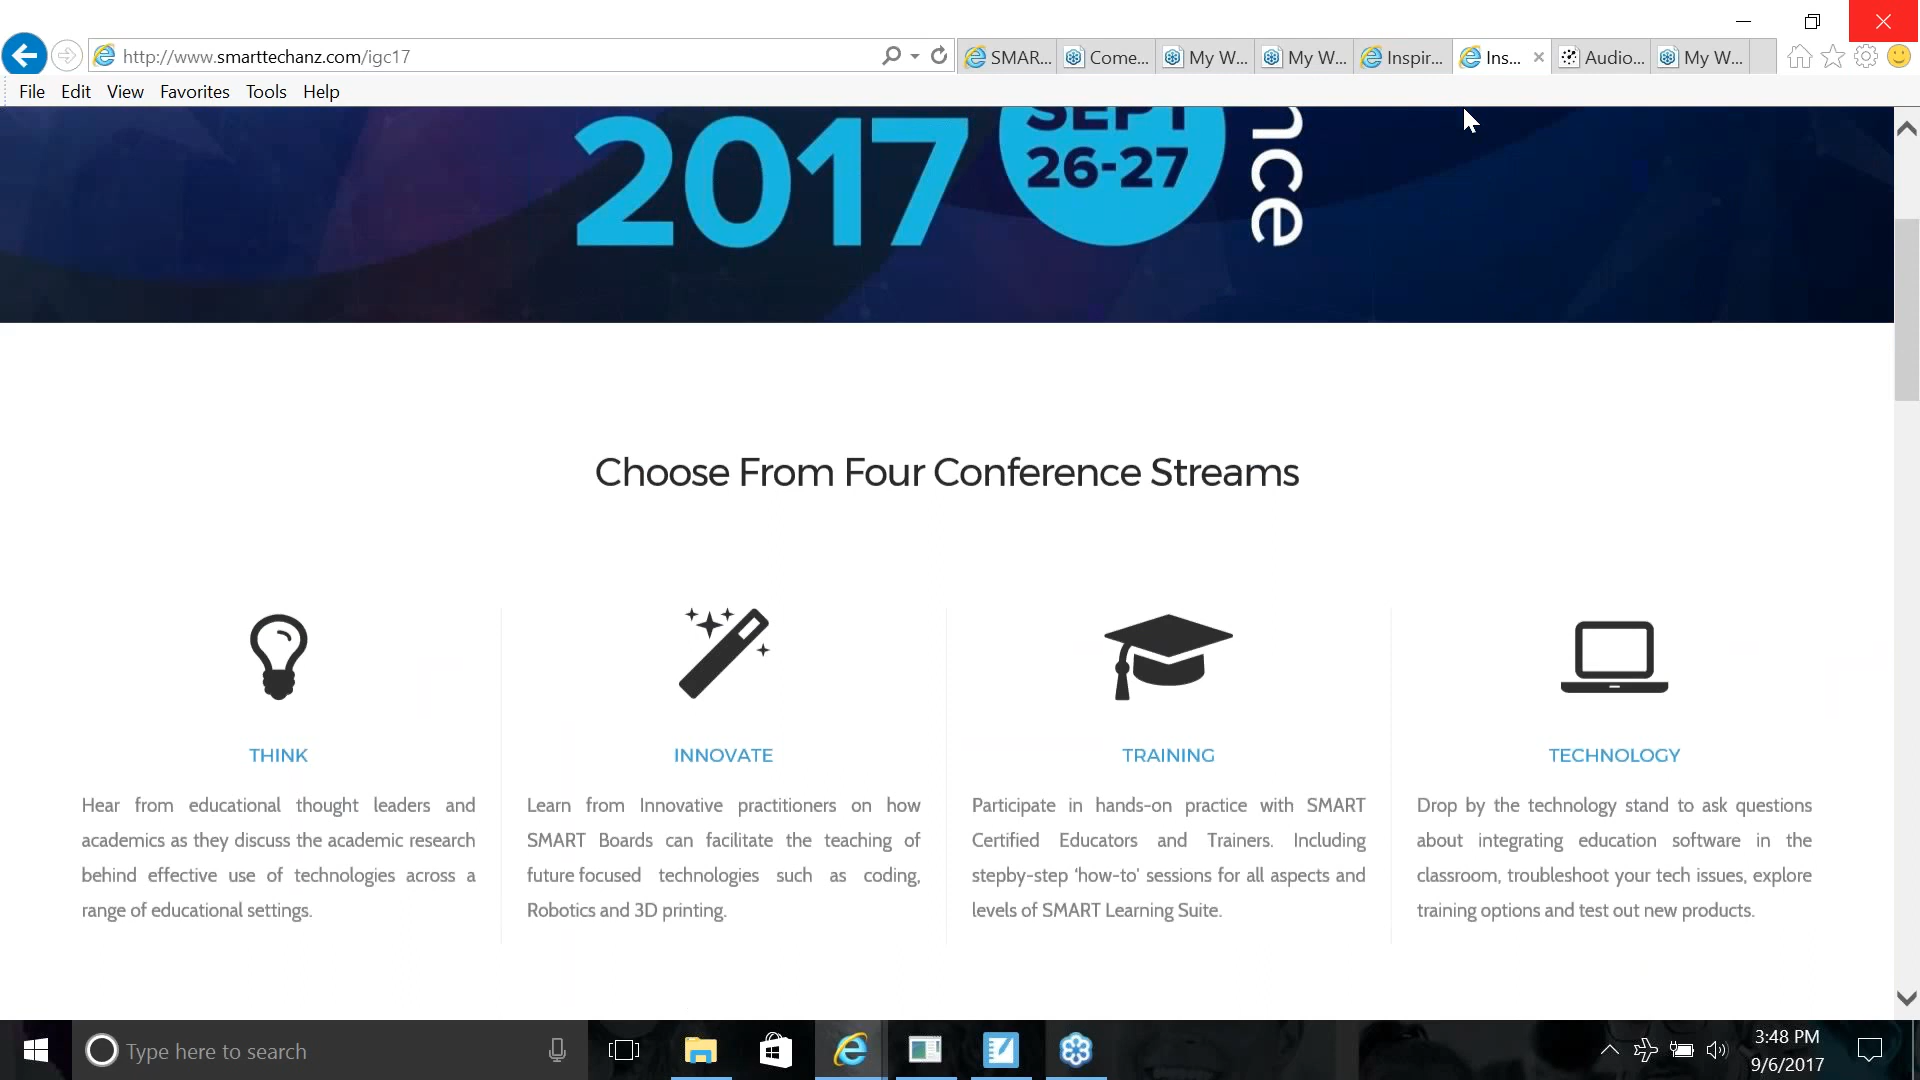 http://www.smarttechanz.com/igc17
SMAR...
Come...
My W...
My W...
Inspir...
Ins...
Audio...
My W...
File Edit View Favorites Tools Help
2017
SEPT
26-27
nce
Choose From Four Conference Streams
THINK
Hear from educational thought leaders and
academics as they discuss the academic research
behind effective use of technologies across a
range of educational settings.
INNOVATE
Learn from Innovative practitioners on how
SMART Boards can facilitate the teaching of
future focused technologies such as coding,
Robotics and 3D printing.
TRAINING
Participate in hands-on practice with SMART
Certified Educators and Trainers. Including
stepby-step ‘how-to' sessions for all aspects and
levels of SMART Learning Suite.
TECHNOLOGY
Drop by the technology stand to ask questions
about integrating education software in the
classroom, troubleshoot your tech issues, explore
training options and test out new products.
Type here to search
3:48 PM
9/6/2017